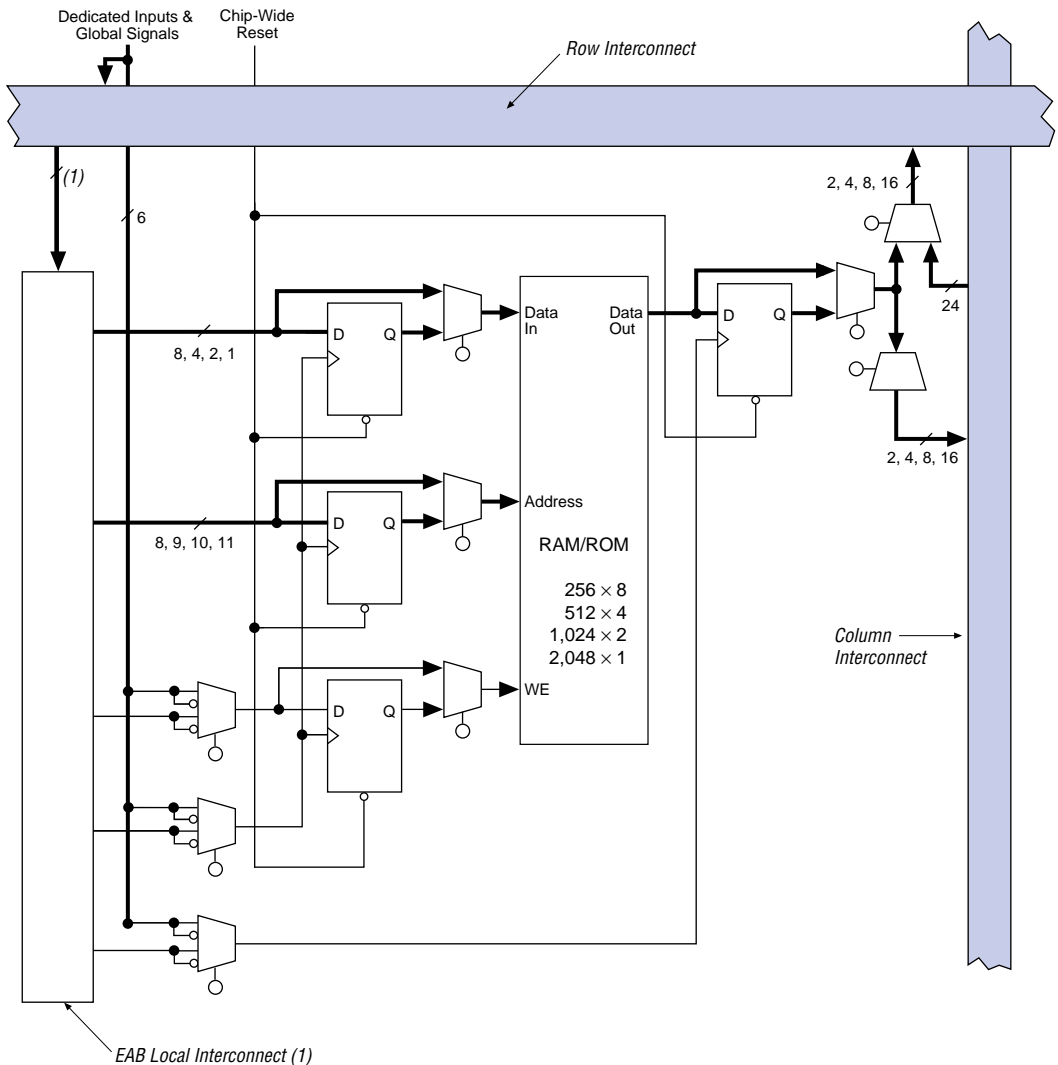 Dedicated Inputs &
Global Signals
Chip-Wide
Reset
Row Interconnect
(1)
6
2, 4, 8, 16
24
8, 4, 2, 1
D
Q
Data
In
Data
Out
D
Q
2, 4, 8, 16
8, 9, 10, 11
D
Q
Address
RAM/ROM
256 × 8
512 × 4
1,024 × 2
2,048 × 1
Column
Interconnect
D
Q
WE
EAB Local Interconnect (1)